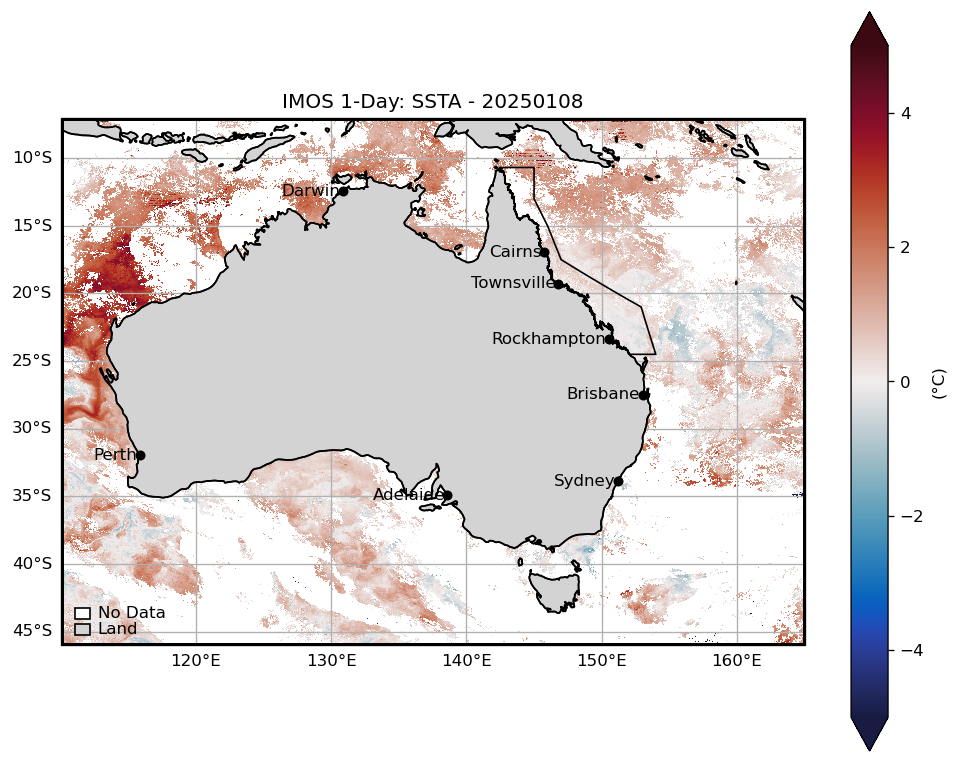 IMOS 1-Day: SSTA - 20250108
10°S
15°S
20°S
25°S
30°S
35°S
40°S
45°S
Darwin
Cairns
Townsville
Rockhampton
Brisbane
Perth
Sydney
Adelaide
No Data
Land
120°E 130°E 140°E 150°E 160°E
4
2
0
−2
−4
(°C)